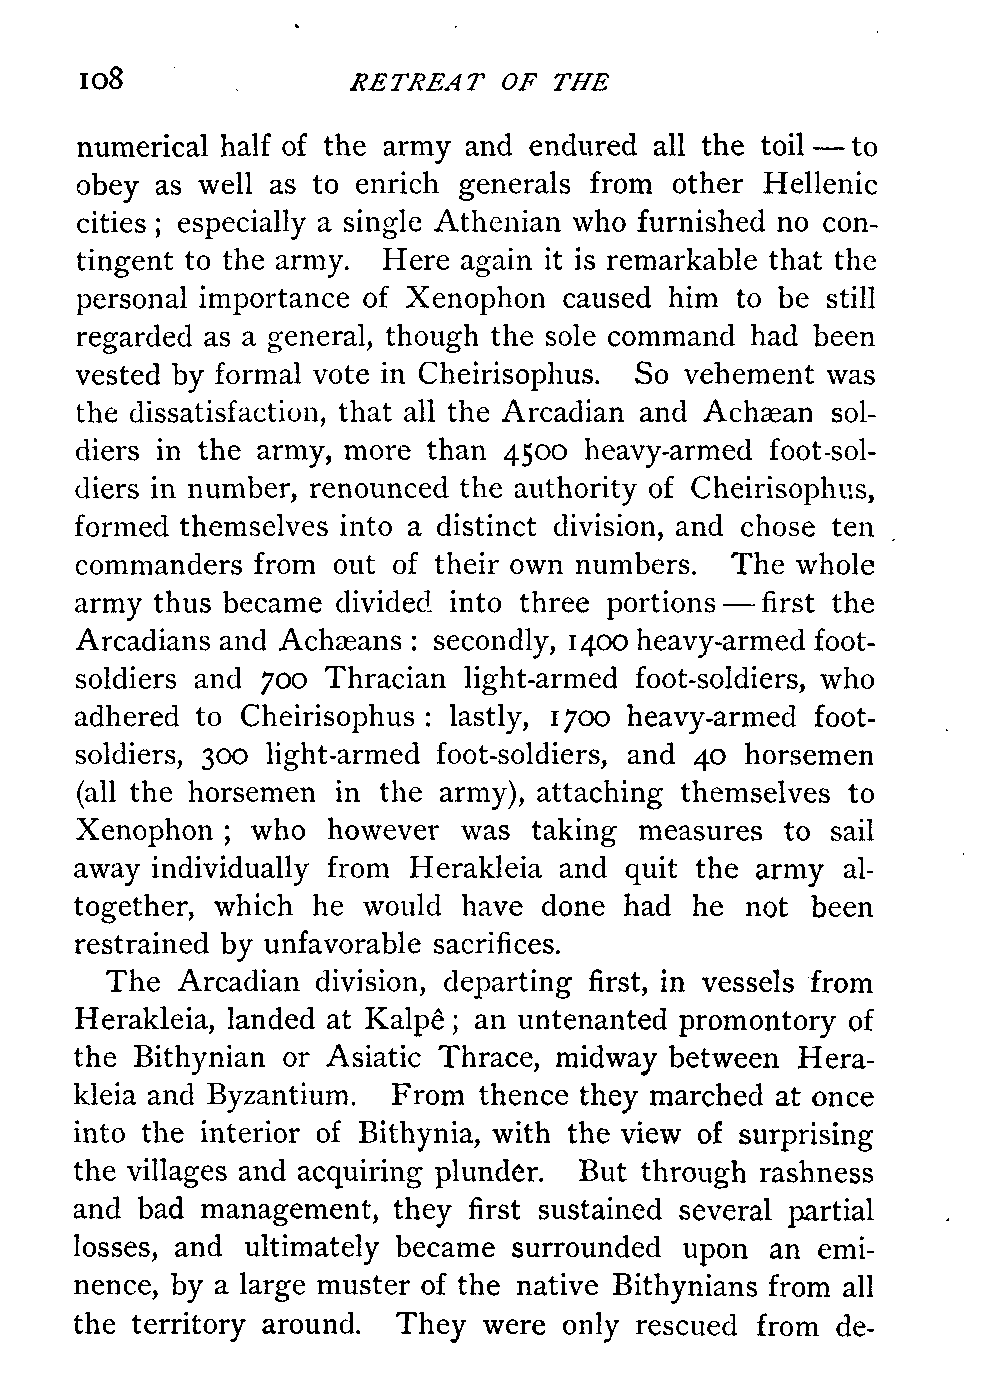 108 RETREAT OF THE
numerical half of the army and endured all the toil — to
obey as well as to enrich generals from other Hellenic
cities ; especially a single Athenian who furnished no con-
tingent to the army. Here again it is remarkable that the
personal importance of Xenophon caused him to be still
regarded as a general, though the sole command had been
vested by formal vote in Cheirisophus. So vehement was
the dissatisfaction, that all the Arcadian and Achæan sol-
diers in the army, more than 4500 heavy-armed foot-sol-
diers in number, renounced the authority of Cheirisophus,
formed themselves into a distinct division, and chose ten
commanders from out of their own numbers. The whole
army thus became divided into three portions — first the
Arcadians and Achæans : secondly, 1400 heavy-armed foot-
soldiers and 700 Thracian light-armed foot-soldiers, who
adhered to Cheirisophus : lastly, 1700 heavy-armed foot-
soldiers, 300 light-armed foot-soldiers, and 40 horsemen
(all the horsemen in the army), attaching themselves to
Xenophon ; who however was taking measures to sail
away individually from Herakleia and quit the army al-
together, which he would have done had he not been
restrained by unfavorable sacrifices.
The Arcadian division, departing first, in vessels from
Herakleia, landed at Kalpê ; an untenanted promontory of
the Bithynian or Asiatic Thrace, midway between Hera-
kleia and Byzantium. From thence they marched at once
into the interior of Bithynia, with the view of surprising
the villages and acquiring plunder. But through rashness
and bad management, they first sustained several partial
losses, and ultimately became surrounded upon an emi-
nence, by a large muster of the native Bithynians from all
the territory around. They were only rescued from de-